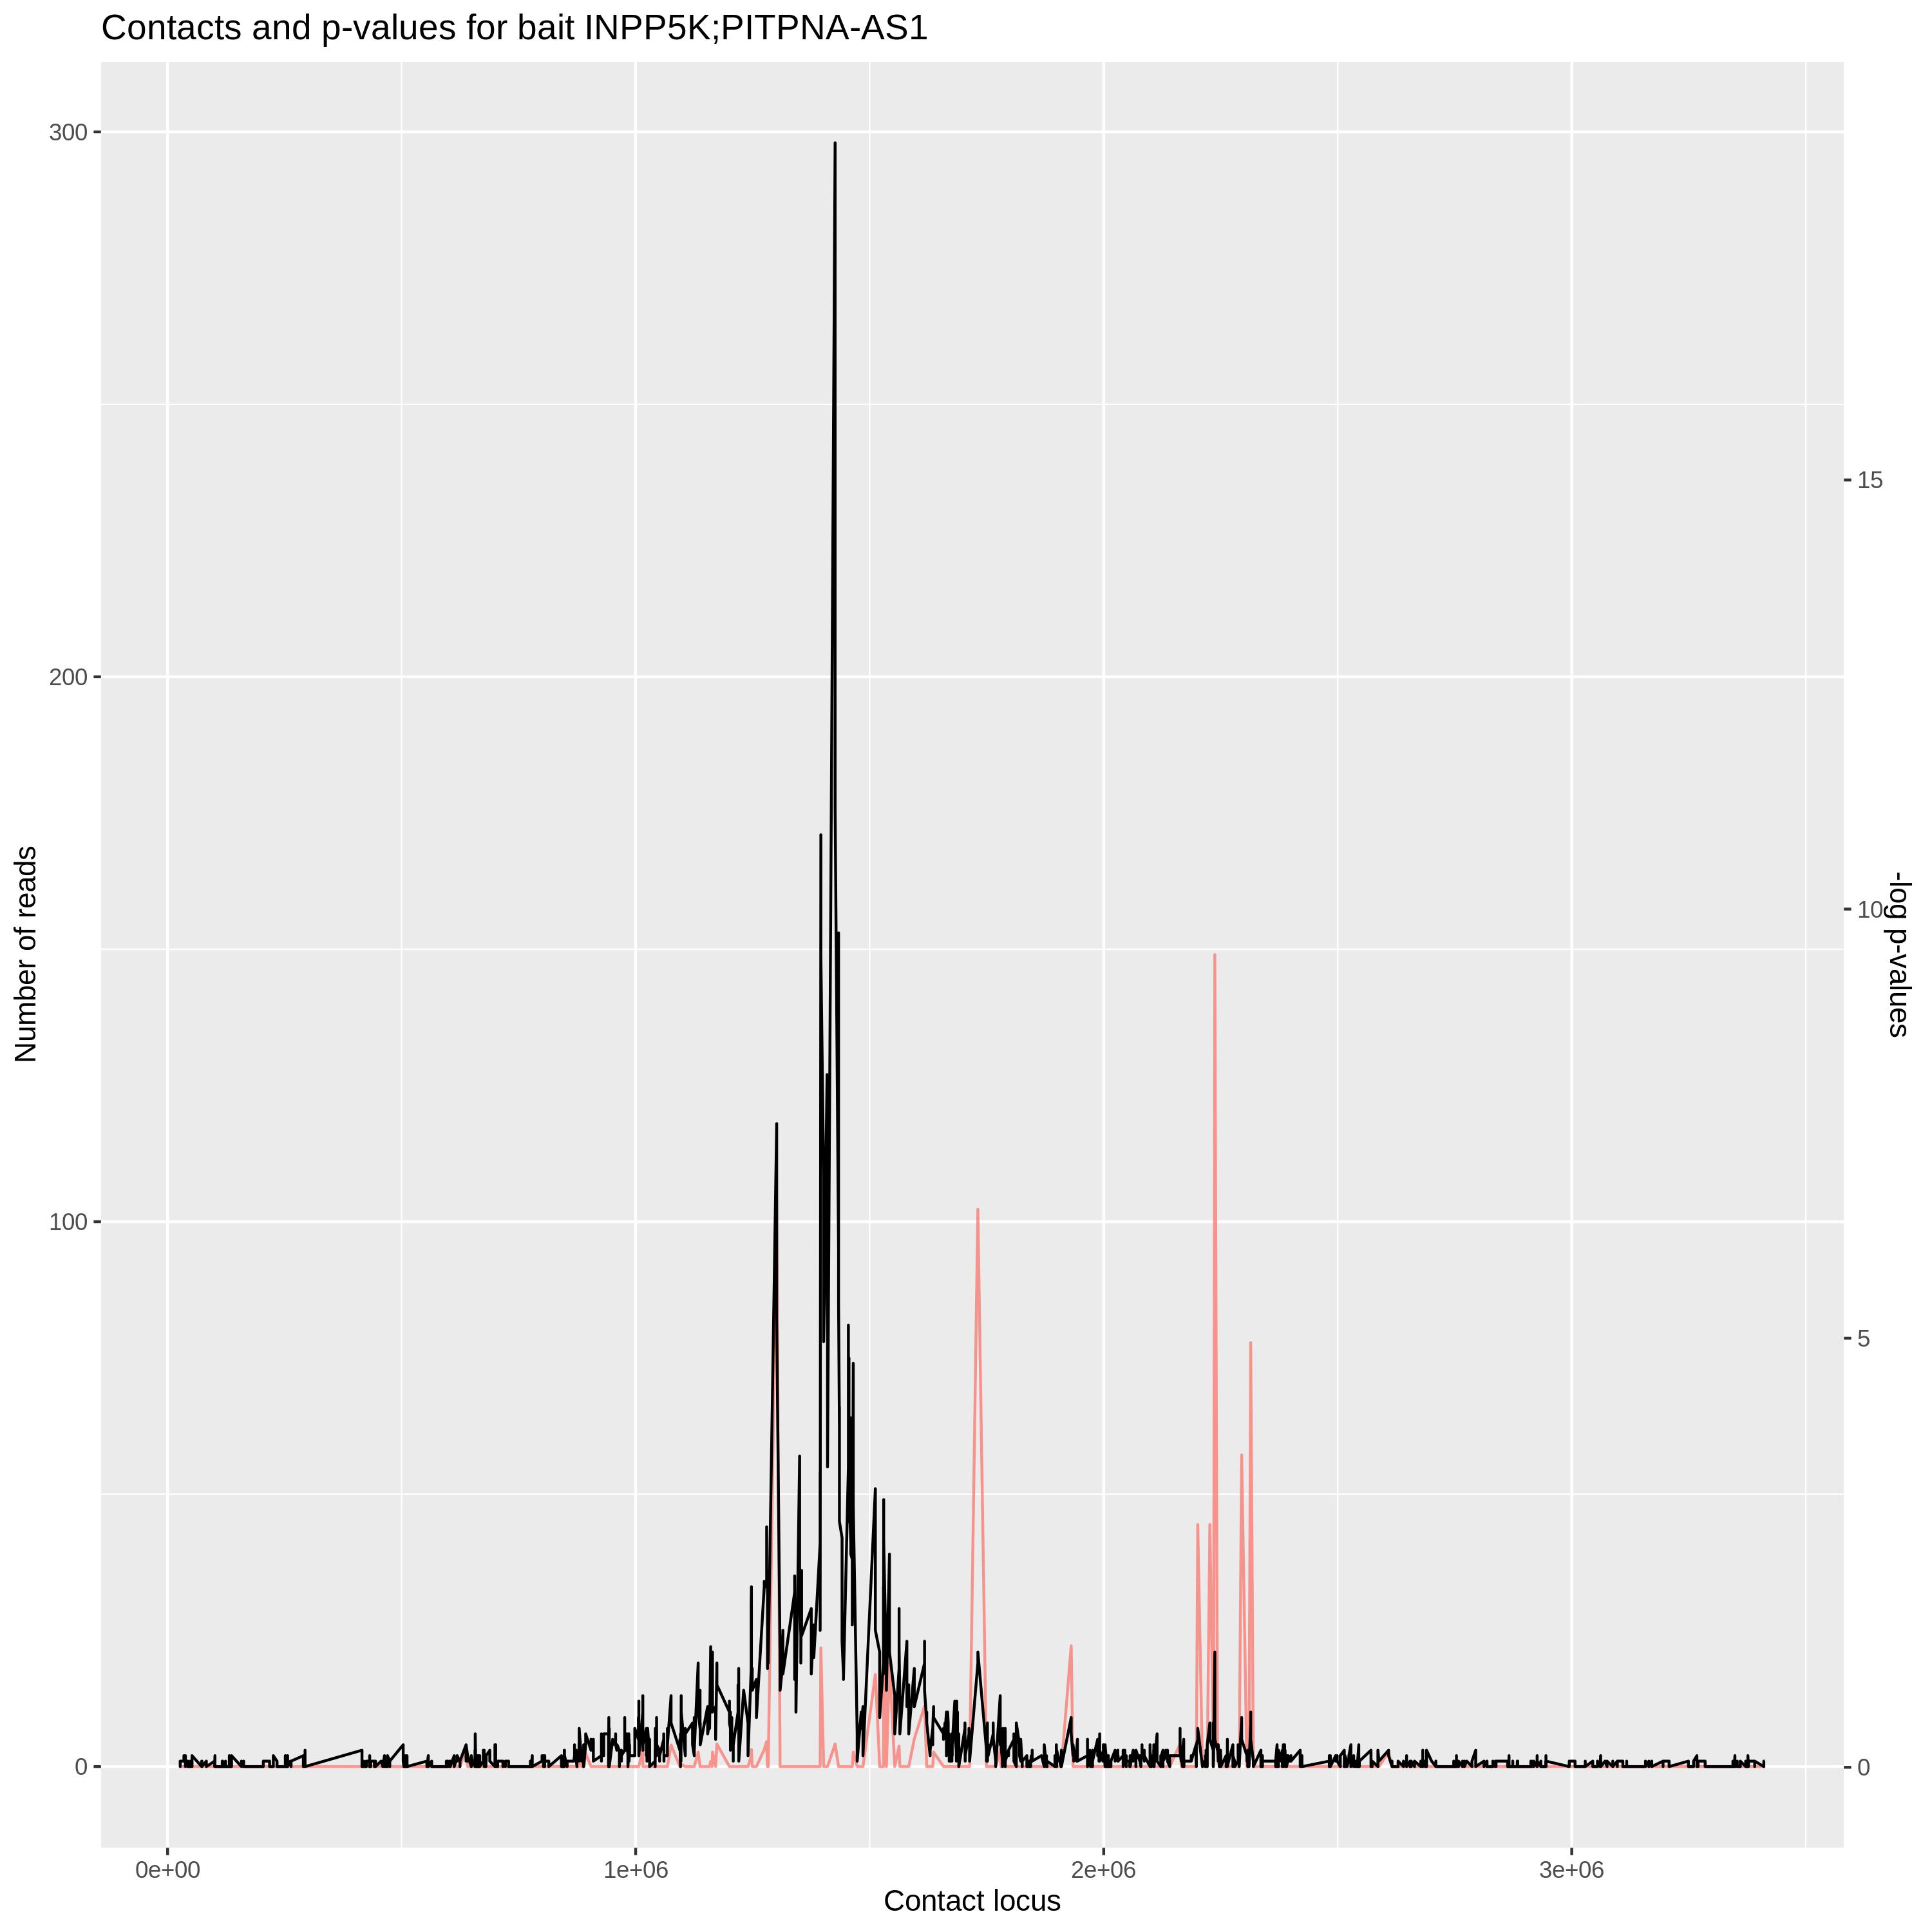 Contacts and p-values for bait INPP5K;PITPNA-AS1
300
200
100
0
Number of reads
15
10
5
0
-log p-values
0e+00 1e+06 2e+06 3e+06
Contact locus